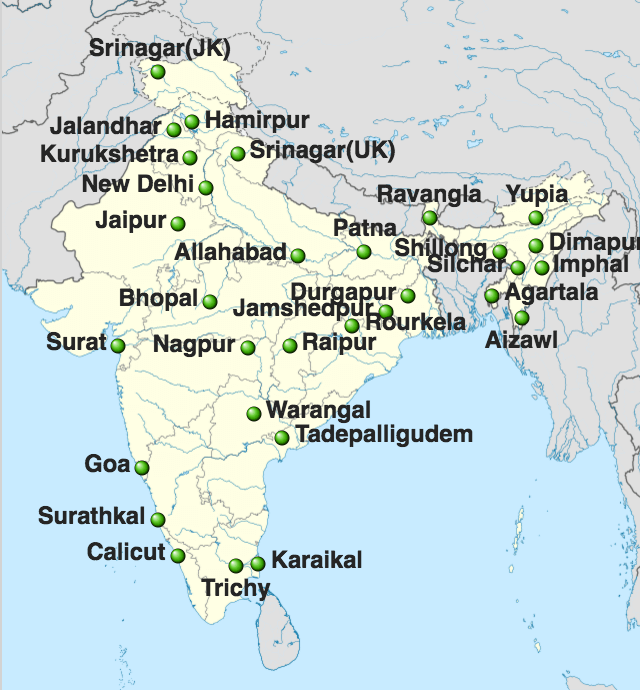 Srinagar(JK)
Hamirpur
Jalandhar
Srinagar(UK)
Kurukshetra
New Delhi
Ravangla
Yupia
Jaipur
Patna
Dimapur
Shillong
Allahabad
Silchar
Imphal
Durgapur
Agartala
Bhopal
Jamshedpur
Rourkela
Aizawl
Surat
Nagpur
Raipur
Warangal
Tadepalligudem
Goa
Surathkal
Calicut
Karaikal
Trichy